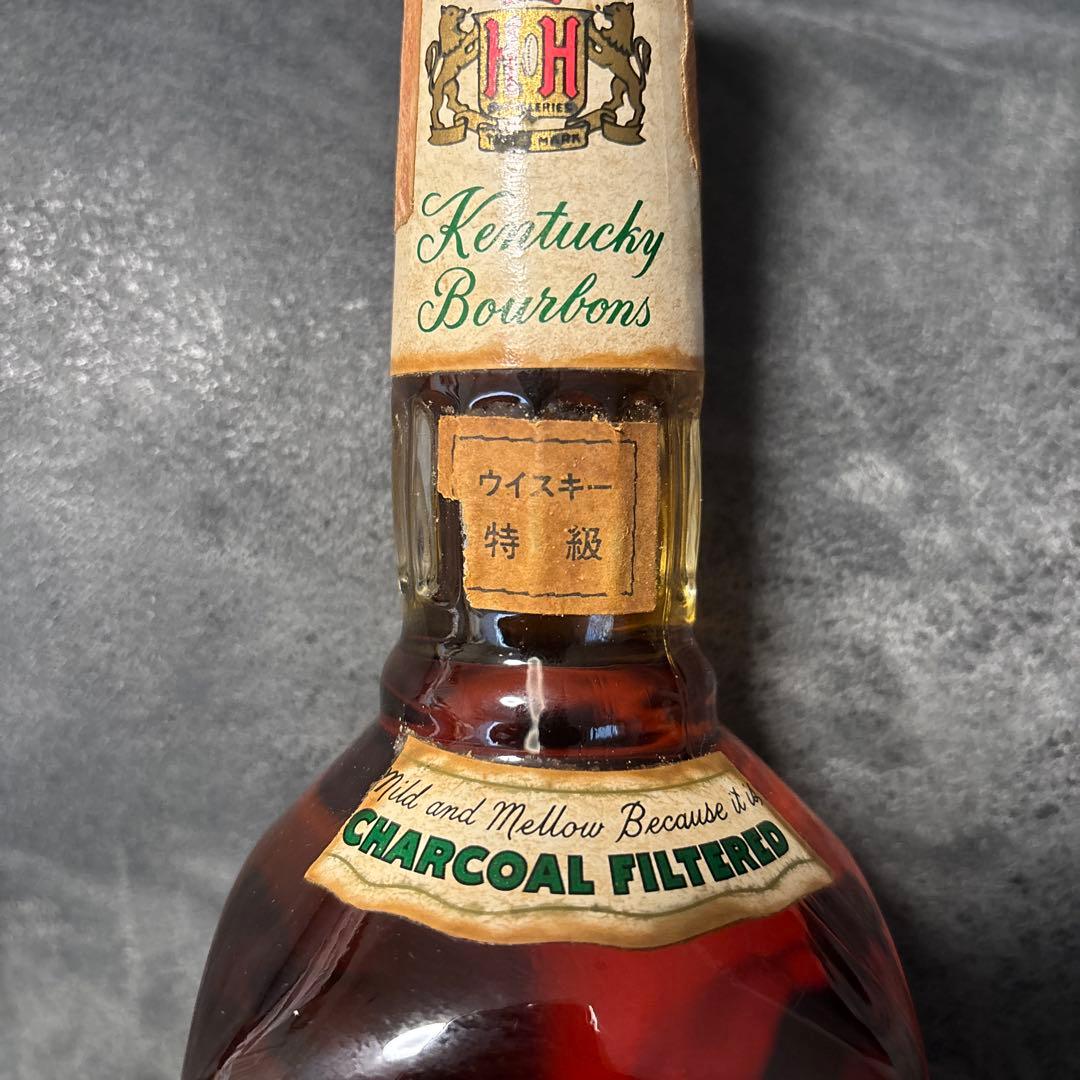 H H
TRADE MARK
Kentucky
Bourbons
ウイスキー
特 級
Mild and Mellow Because it is
CHARCOAL FILTERED